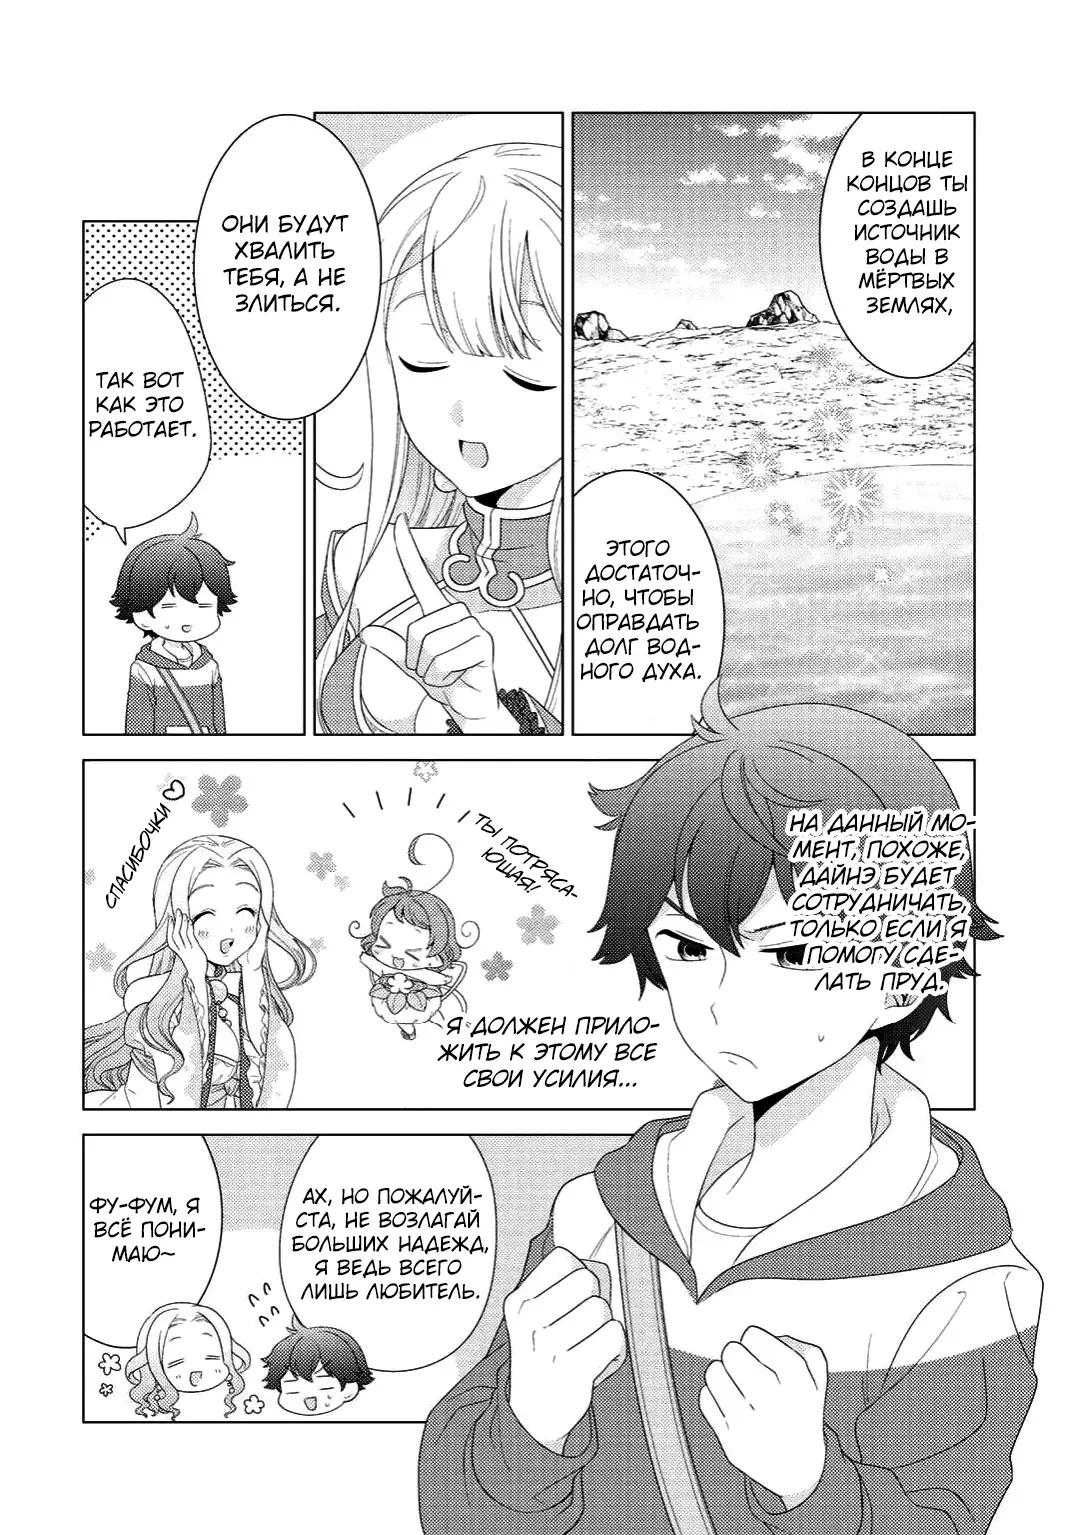 В КОНЦЕ
КОНЦОВ ТЫ
СОЗДАШЬ
ИСТОЧНИК
ВОДЫ В
МЁРТВЫХ
ЗЕМЛЯХ,
ЭТОГО
ДОСТАТОЧ-
НО, ЧТОБЫ
ОПРАВДАТЬ
ДОЛГ ВОД-
НОГО ДУХА.
ОНИ БУДУТ
ХВАЛИТЬ
ТЕБЯ, А НЕ
ЗЛИТЬСЯ.
ТАК ВОТ
КАК ЭТО
РАБОТАЕТ.
НА ДАННЫЙ МО-
МЕНТ, ПОХОЖЕ,
ДАЙНЭ БУДЕТ
СОТРУДНИЧАТЬ,
ТОЛЬКО ЕСЛИ Я
ПОМОГУ СДЕ-
ЛАТЬ ПРУД.
ТЫ ПОТРЯСА-
ЮЩАЯ!
СПАСИБОЧКИ♡
Я ДОЛЖЕН ПРИЛО-
ЖИТЬ К ЭТОМУ ВСЕ
СВОИ УСИЛИЯ...
АХ, НО ПОЖАЛУЙ-
СТА, НЕ ВОЗЛАГАЙ
БОЛЬШИХ НАДЕЖД,
Я ВЕДЬ ВСЕГО
ЛИШЬ ЛЮБИТЕЛЬ.
ФУ-ФУМ, Я
ВСЁ ПОНИ-
МАЮ~